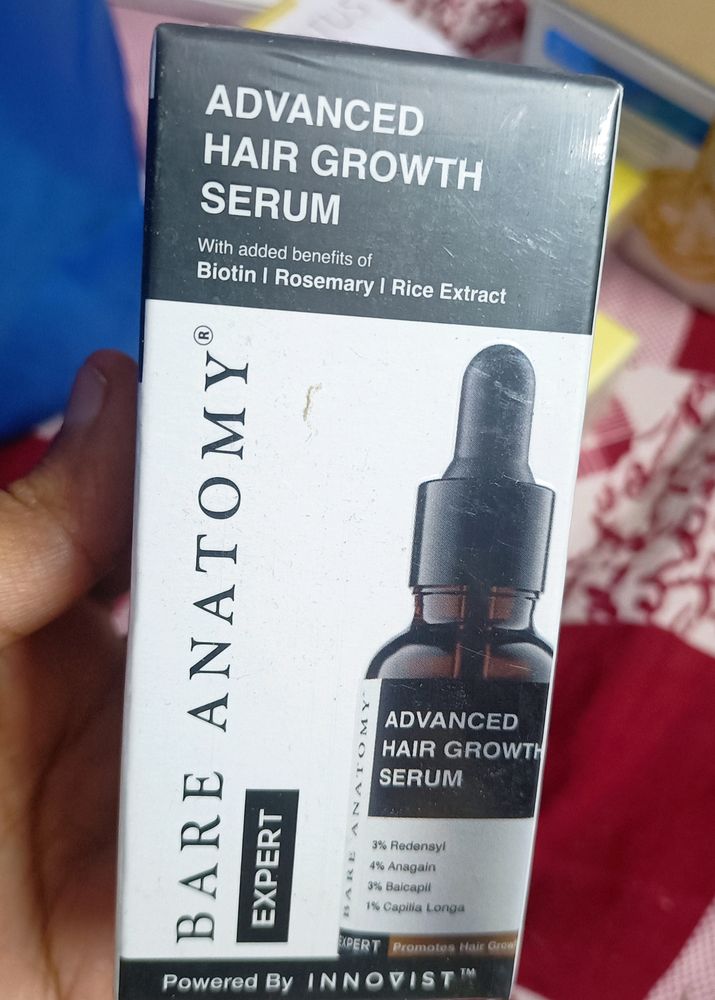 ADVANCED
HAIR GROWTH
SERUM
With added benefits of
Biotin | Rosemary | Rice Extract
BARE ANATOMY®
EXPERT
BARE ANATOMY
ADVANCED
HAIR GROWTH
SERUM
3% Redensyl
4% Anagain
3% Baicapil
1% Capilia Longa
EXPERT Promotes Hair
Powered By INNOVIST™